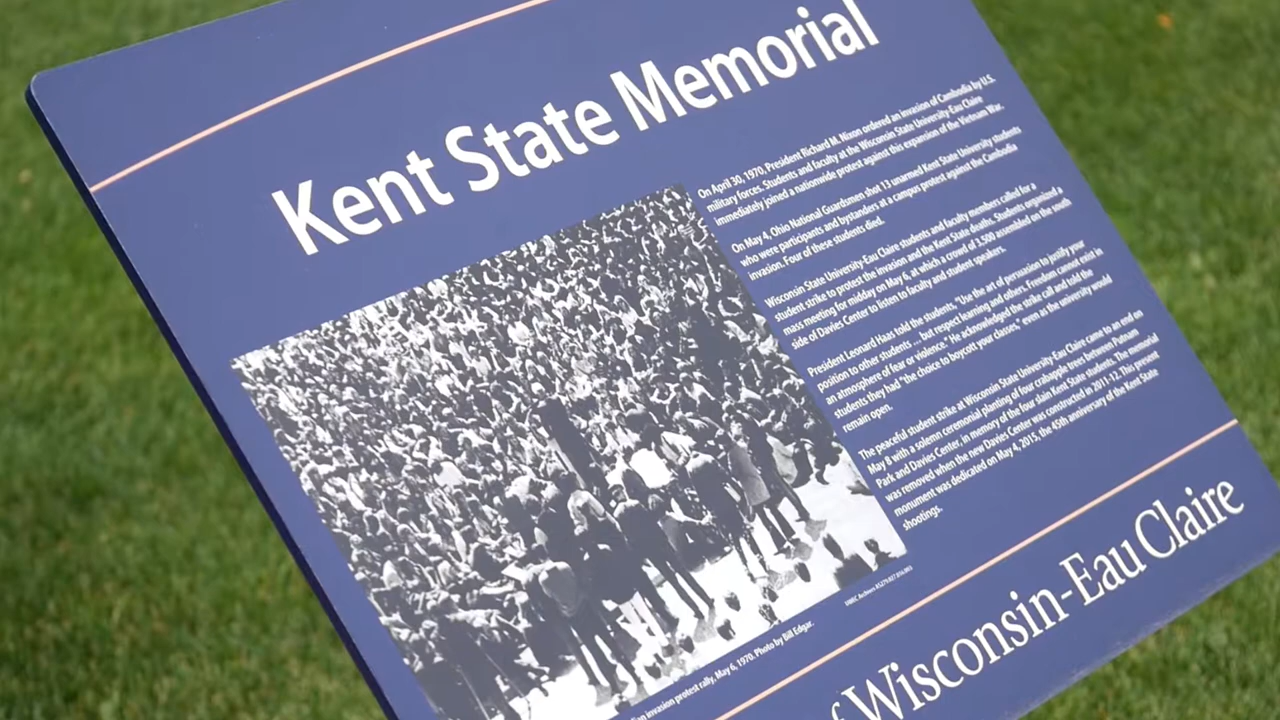 Kent State Memorial
On April 30, 1970, President Richard M. Nixon ordered an invasion of Cambodia by U.S.
military forces. Students and faculty at the Wisconsin State University-Eau Claire
immediately joined a nationwide protest against this expansion of the Vietnam War.
On May 4, Ohio National Guardsmen shot 13 unarmed Kent State University students
who were participants and bystanders at a campus protest against the Cambodia
invasion. Four of these students died.
Wisconsin State University-Eau Claire students and faculty members called for a
student strike to protest the invasion and the Kent State deaths. Students organized a
mass meeting for midday on May 6, at which a crowd of 3,500 assembled on the south
side of Davies Center to listen to faculty and student speakers.
President Leonard Haas told the students, "Use the art of persuasion to justify your
position to other students ... but respect learning and others. Freedom cannot exist in
an atmosphere of fear or violence." He acknowledged the strike call and told the
students they had "the choice to boycott your classes," even as the university would
remain open.
The peaceful student strike at Wisconsin State University-Eau Claire came to an end on
May 8 with a solemn ceremonial planting of four crabapple trees between Putnam
Park and Davies Center, in memory of the four slain Kent State students. The memorial
was removed when the new Davies Center was constructed in 2011-12. This present
monument was dedicated on May 4, 2015, the 45th anniversary of the Kent State
shootings.
invasion protest rally, May 6, 1970. Photo by Bill Edgar.
Wisconsin-Eau Claire